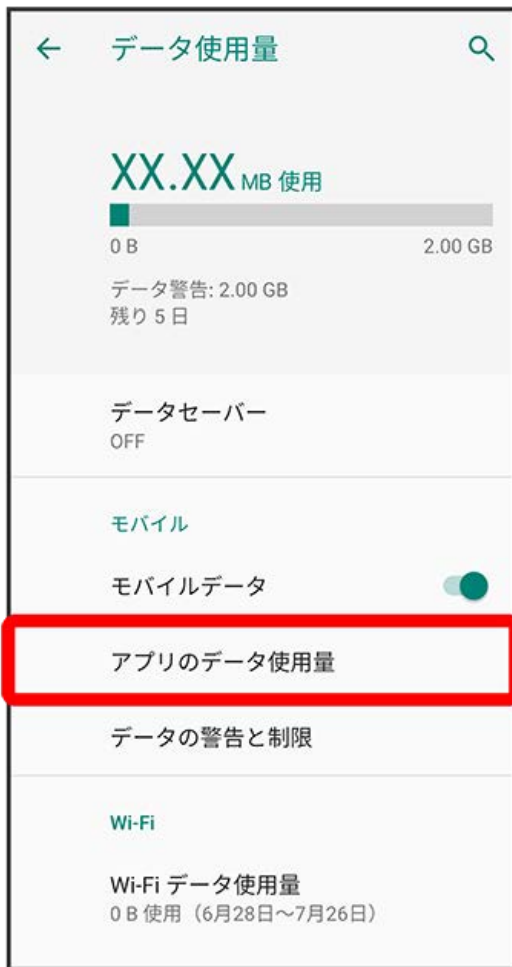 データ使用量
XX.XX MB 使用
0 B 2.00 GB
データ警告: 2.00 GB
残り 5 日
データセーバー
OFF
モバイル
モバイルデータ
アプリのデータ使用量
データの警告と制限
Wi-Fi
Wi-Fi データ使用量
0 B 使用（6月28日～7月26日）